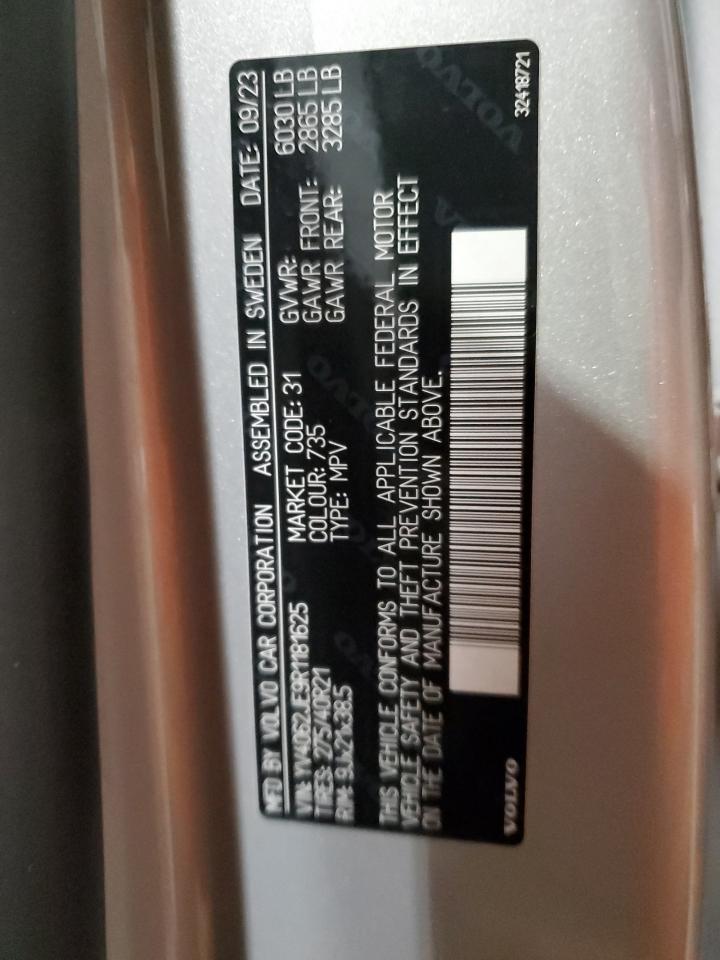 MFD BY VOLVO CAR CORPORATION ASSEMBLED IN SWEDEN DATE: 09/23
VIN: YV4062JE9R1181625 MARKET CODE: 31 GVWR: 6030 LB
TIRES: 275/40R21 COLOUR: 735 GAWR FRONT: 2865 LB
RIM: 9Jx21x38.5 TYPE: MPV GAWR REAR: 3285 LB
THIS VEHICLE CONFORMS TO ALL APPLICABLE FEDERAL MOTOR
VEHICLE SAFETY AND THEFT PREVENTION STANDARDS IN EFFECT
ON THE DATE OF MANUFACTURE SHOWN ABOVE.
VOLVO 32418721